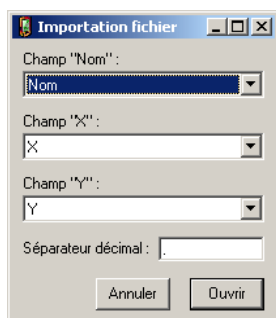 Importation fichier
Champ "Nom" :
Nom
Champ "X" :
X
Champ "Y" :
Y
Séparateur décimal : .
Annuler Ouvrir